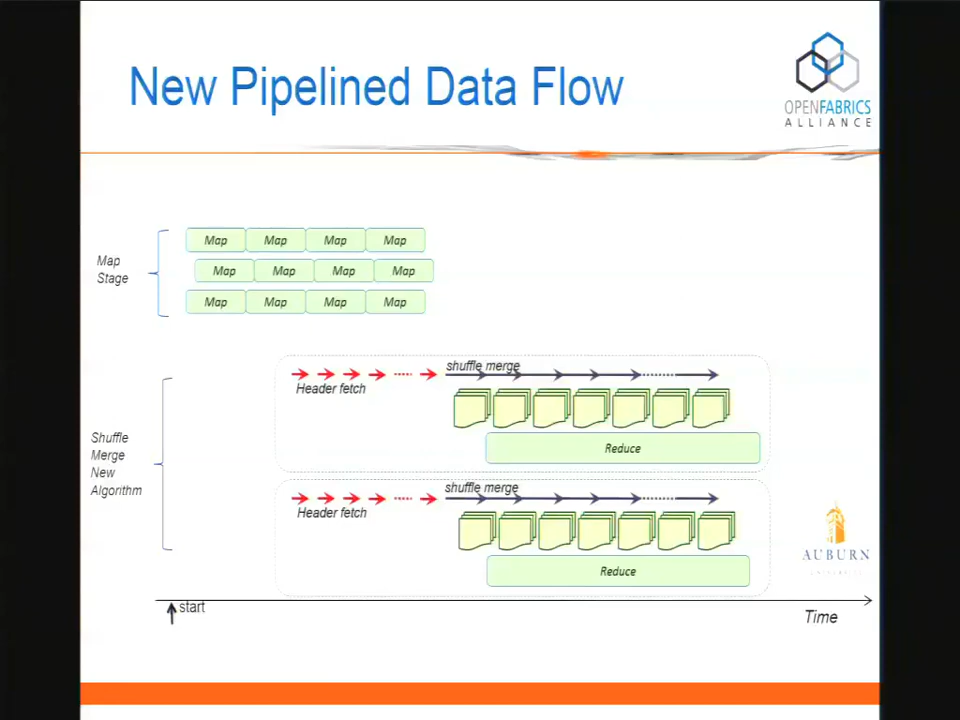 New Pipelined Data Flow
OPENFABRICS
ALLIANCE
Map Map Map Map
Map
Stage
Map Map Map Map
Map Map Map Map
shuffle merge
Header fetch
Reduce
Shuffle
Merge
New
Algorithm
shuffle merge
Header fetch
Reduce
AUBURN
start
Time